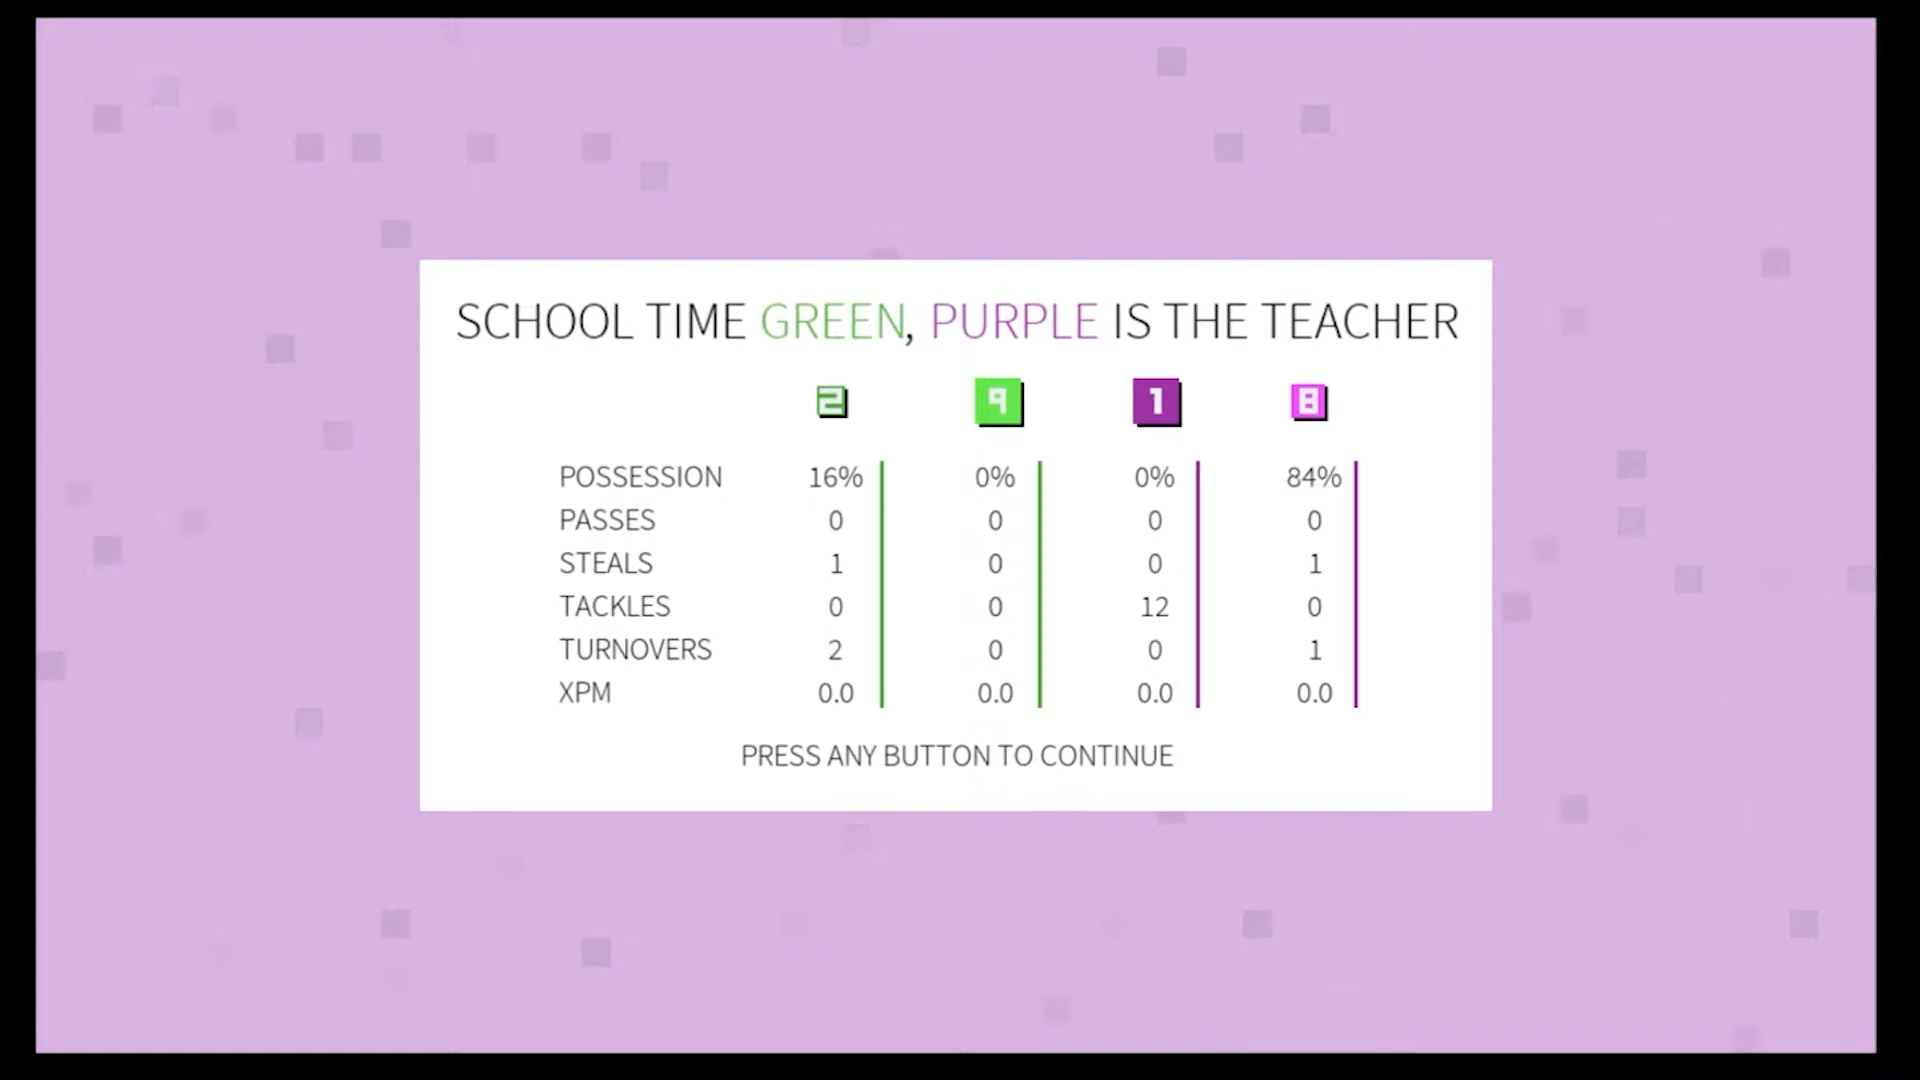 SCHOOL TIME GREEN, PURPLE IS THE TEACHER
2 9 1 8
POSSESSION 16% 0% 0% 84%
PASSES 0 0 0 0
STEALS 1 0 0 1
TACKLES 0 0 12 0
TURNOVERS 2 0 0 1
XPM 0.0 0.0 0.0 0.0
PRESS ANY BUTTON TO CONTINUE